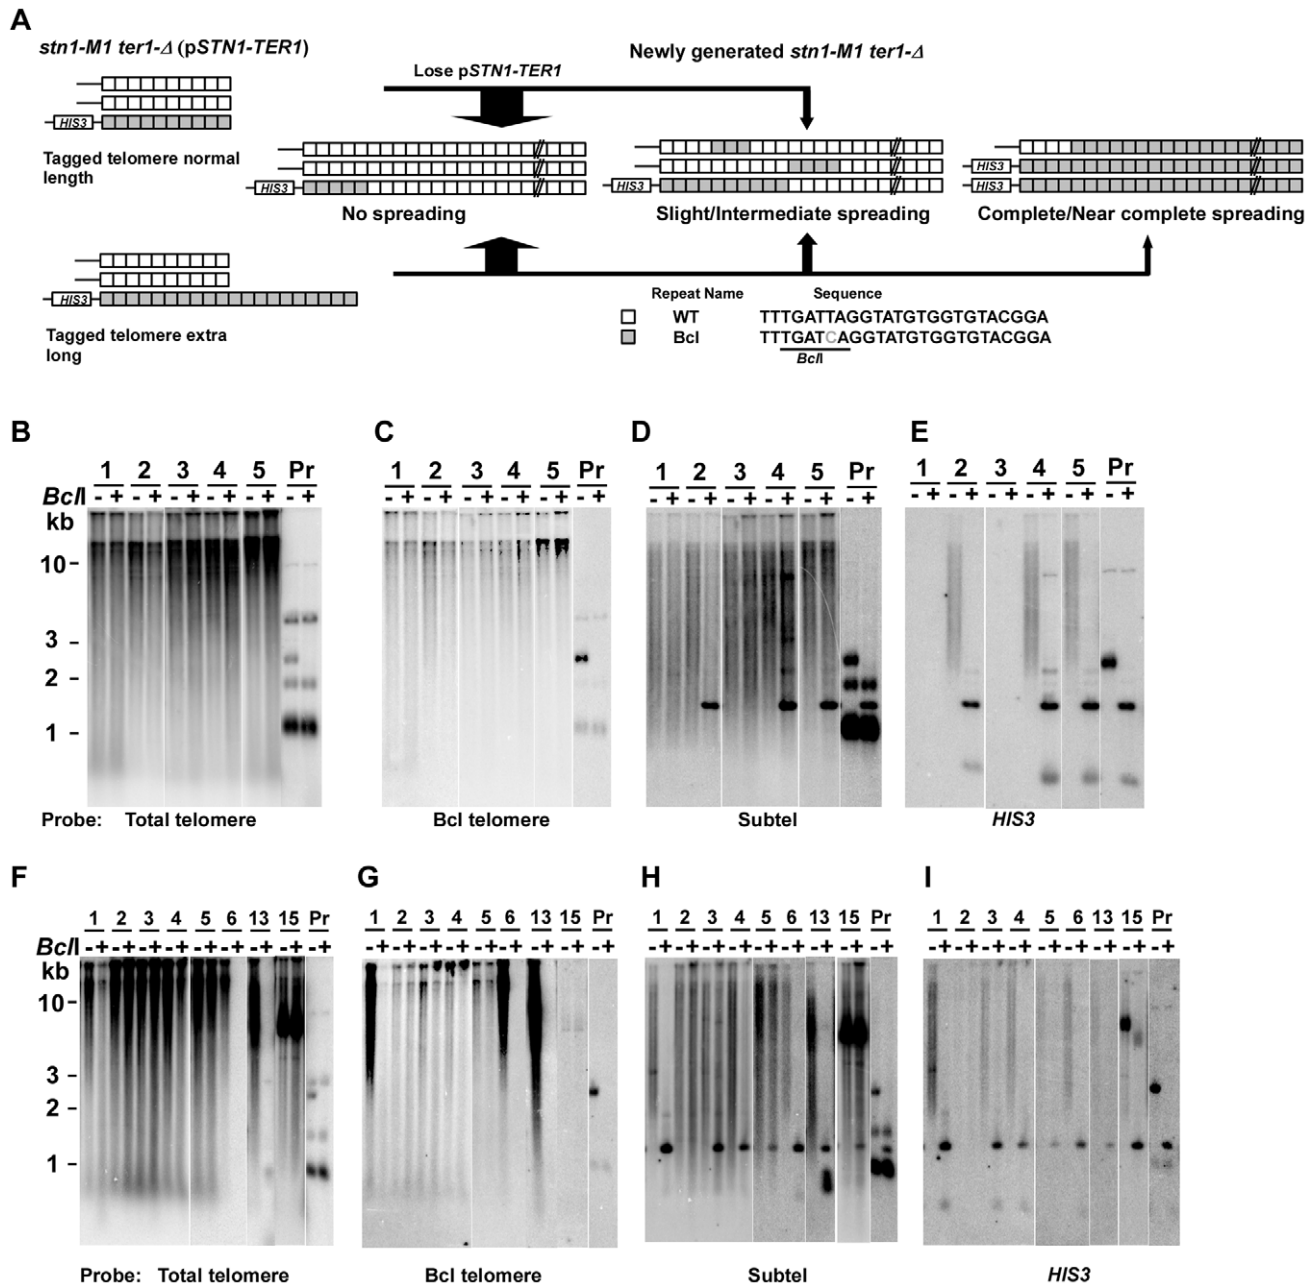 A
stn1-M1 ter1-Δ (pSTN1-TER1)
Newly generated stn1-M1 ter1-Δ
Lose pSTN1-TER1
HIS3
Tagged telomere normal
length
HIS3
HIS3
HIS3
HIS3
No spreading
Slight/Intermediate spreading
Complete/Near complete spreading
HIS3
Tagged telomere extra
long
Repeat Name Sequence
WT TTTGATTAGGTATGTGGTGTACGGA
BclI TTTGATCAGGTATGTGGTGTACGGA
BclI
B C D E
1 2 3 4 5 Pr
1 2 3 4 5 Pr
1 2 3 4 5 Pr
1 2 3 4 5 Pr
BclI - + - + - + - + - + - +
- + - + - + - + - + - +
- + - + - + - + - + - +
- + - + - + - + - + - +
kb
10 –
3 –
2 –
1 –
Probe: Total telomere
Bcl telomere
Subtel
HIS3
F G H I
1 2 3 4 5 6 13 15 Pr
1 2 3 4 5 6 13 15 Pr
1 2 3 4 5 6 13 15 Pr
1 2 3 4 5 6 13 15 Pr
BclI - + - + - + - + - + - + - + - + - +
- + - + - + - + - + - + - + - + - +
- + - + - + - + - + - + - + - + - +
- + - + - + - + - + - + - + - + - +
kb
10 –
3 –
2 –
1 –
Probe: Total telomere
Bcl telomere
Subtel
HIS3